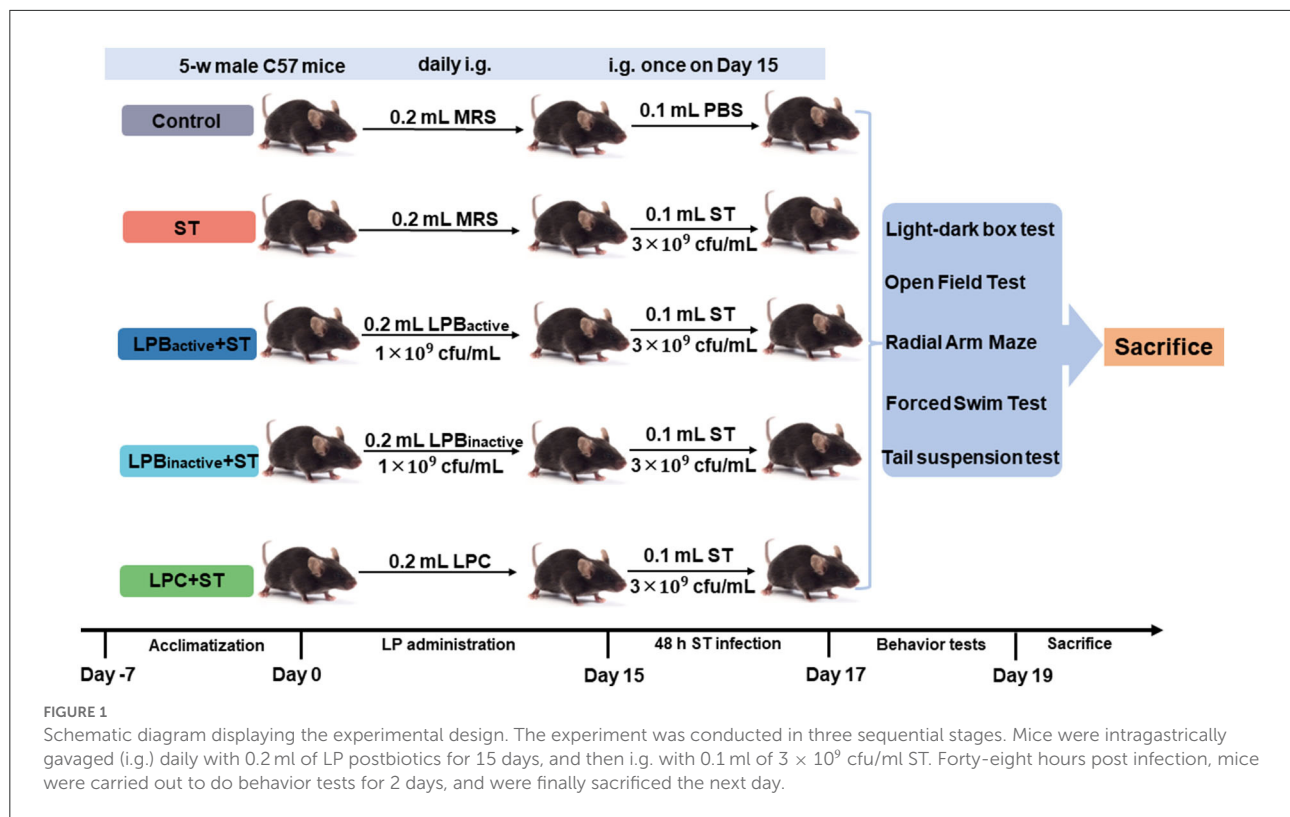 5-w male C57 mice daily i.g. i.g. once on Day 15
Control 0.2 mL MRS 0.1 mL PBS
ST 0.2 mL MRS 0.1 mL ST
3×10⁹ cfu/mL
LPBactive+ST 0.2 mL LPBactive 0.1 mL ST
1×10⁹ cfu/mL 3×10⁹ cfu/mL
LPBinactive+ST 0.2 mL LPBinactive 0.1 mL ST
1×10⁹ cfu/mL 3×10⁹ cfu/mL
LPC+ST 0.2 mL LPC 0.1 mL ST
3×10⁹ cfu/mL
Light-dark box test
Open Field Test
Radial Arm Maze
Forced Swim Test
Tail suspension test
Sacrifice
Acclimatization LP administration 48 h ST infection Behavior tests Sacrifice
Day -7 Day 0 Day 15 Day 17 Day 19
FIGURE 1
Schematic diagram displaying the experimental design. The experiment was conducted in three sequential stages. Mice were intragastrically
gavaged (i.g.) daily with 0.2 ml of LP postbiotics for 15 days, and then i.g. with 0.1 ml of 3 × 10⁹ cfu/ml ST. Forty-eight hours post infection, mice
were carried out to do behavior tests for 2 days, and were finally sacrificed the next day.